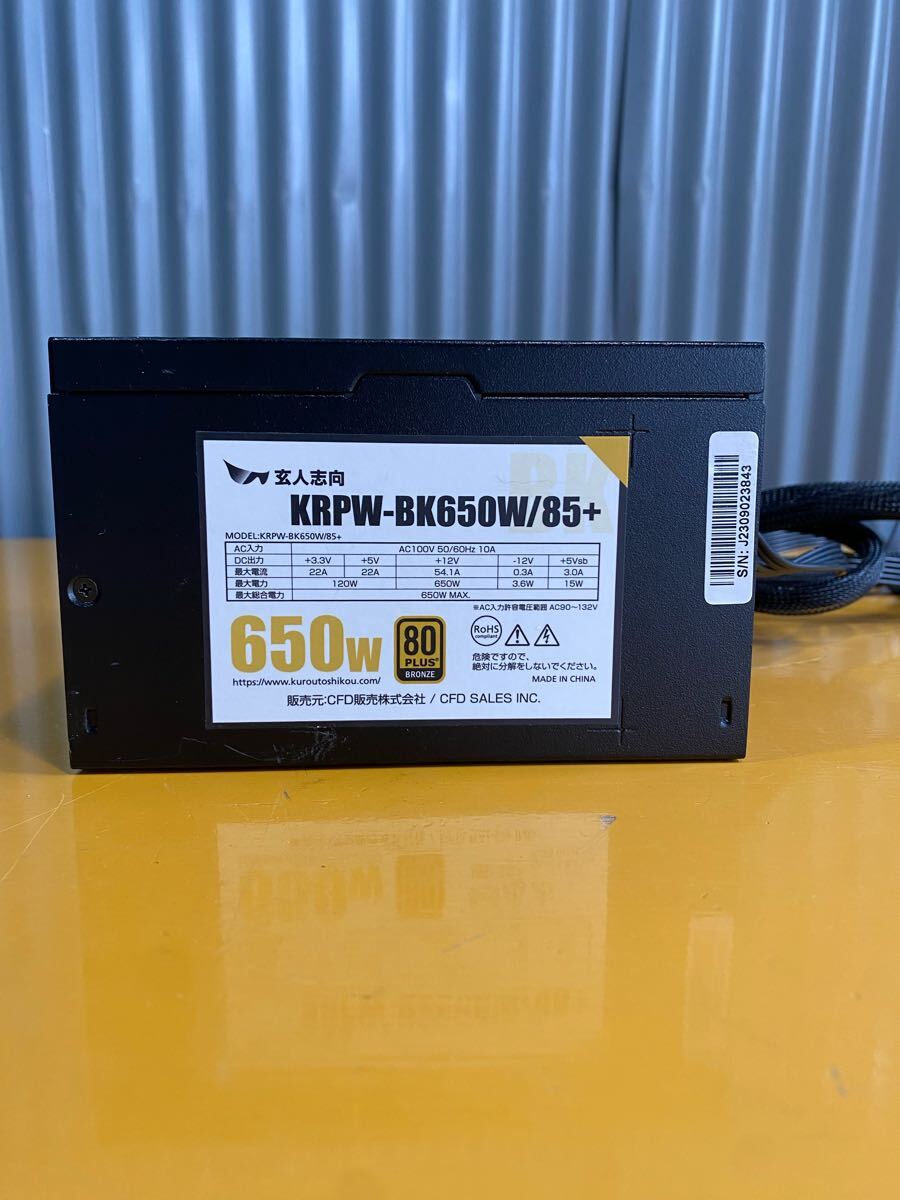 玄人志向
BK
KRPW-BK650W/85+
MODEL:KRPW-BK650W/85+
AC入力 AC100V 50/60Hz 10A
DC出力 +3.3V +5V +12V -12V +5Vsb
最大電流 22A 22A 54.1A 0.3A 3.0A
最大電力 120W 650W 3.6W 15W
最大総合電力 650W MAX.
※AC入力許容電圧範囲 AC90～132V
650W
80
PLUS
BRONZE
RoHS
compliant
危険ですので、
絶対に分解をしないでください。
https://www.kuroutoshikou.com/
MADE IN CHINA
販売元:CFD販売株式会社 / CFD SALES INC.
S/N: J2309023843